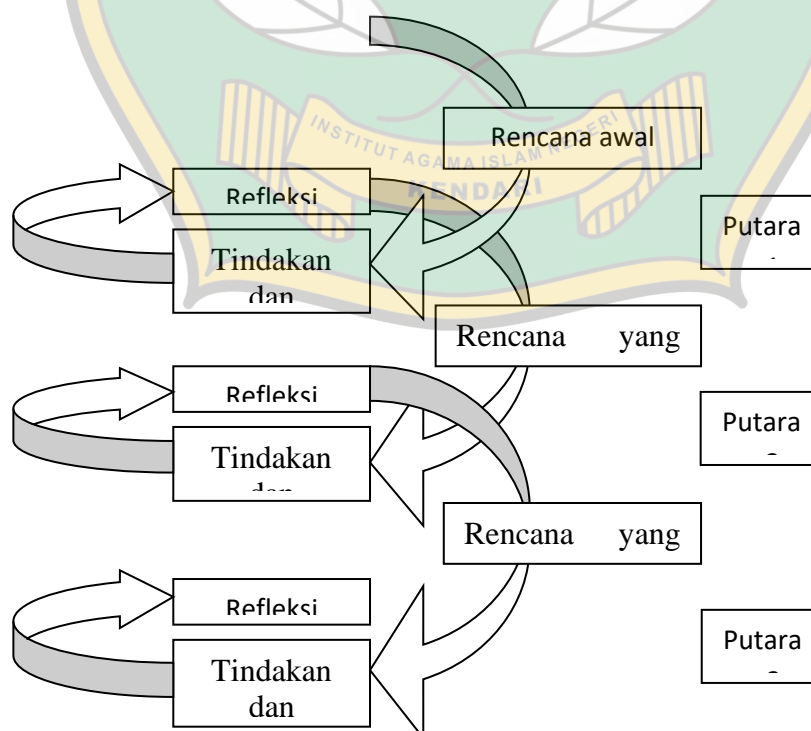 Rencana awal
INSTITUT AGAMA ISLAM NEGERI
KENDARI
Refleksi
Putara
Tindakan
dan
Rencana yang
Refleksi
Putara
Tindakan
dan
Rencana yang
Refleksi
Putara
Tindakan
dan